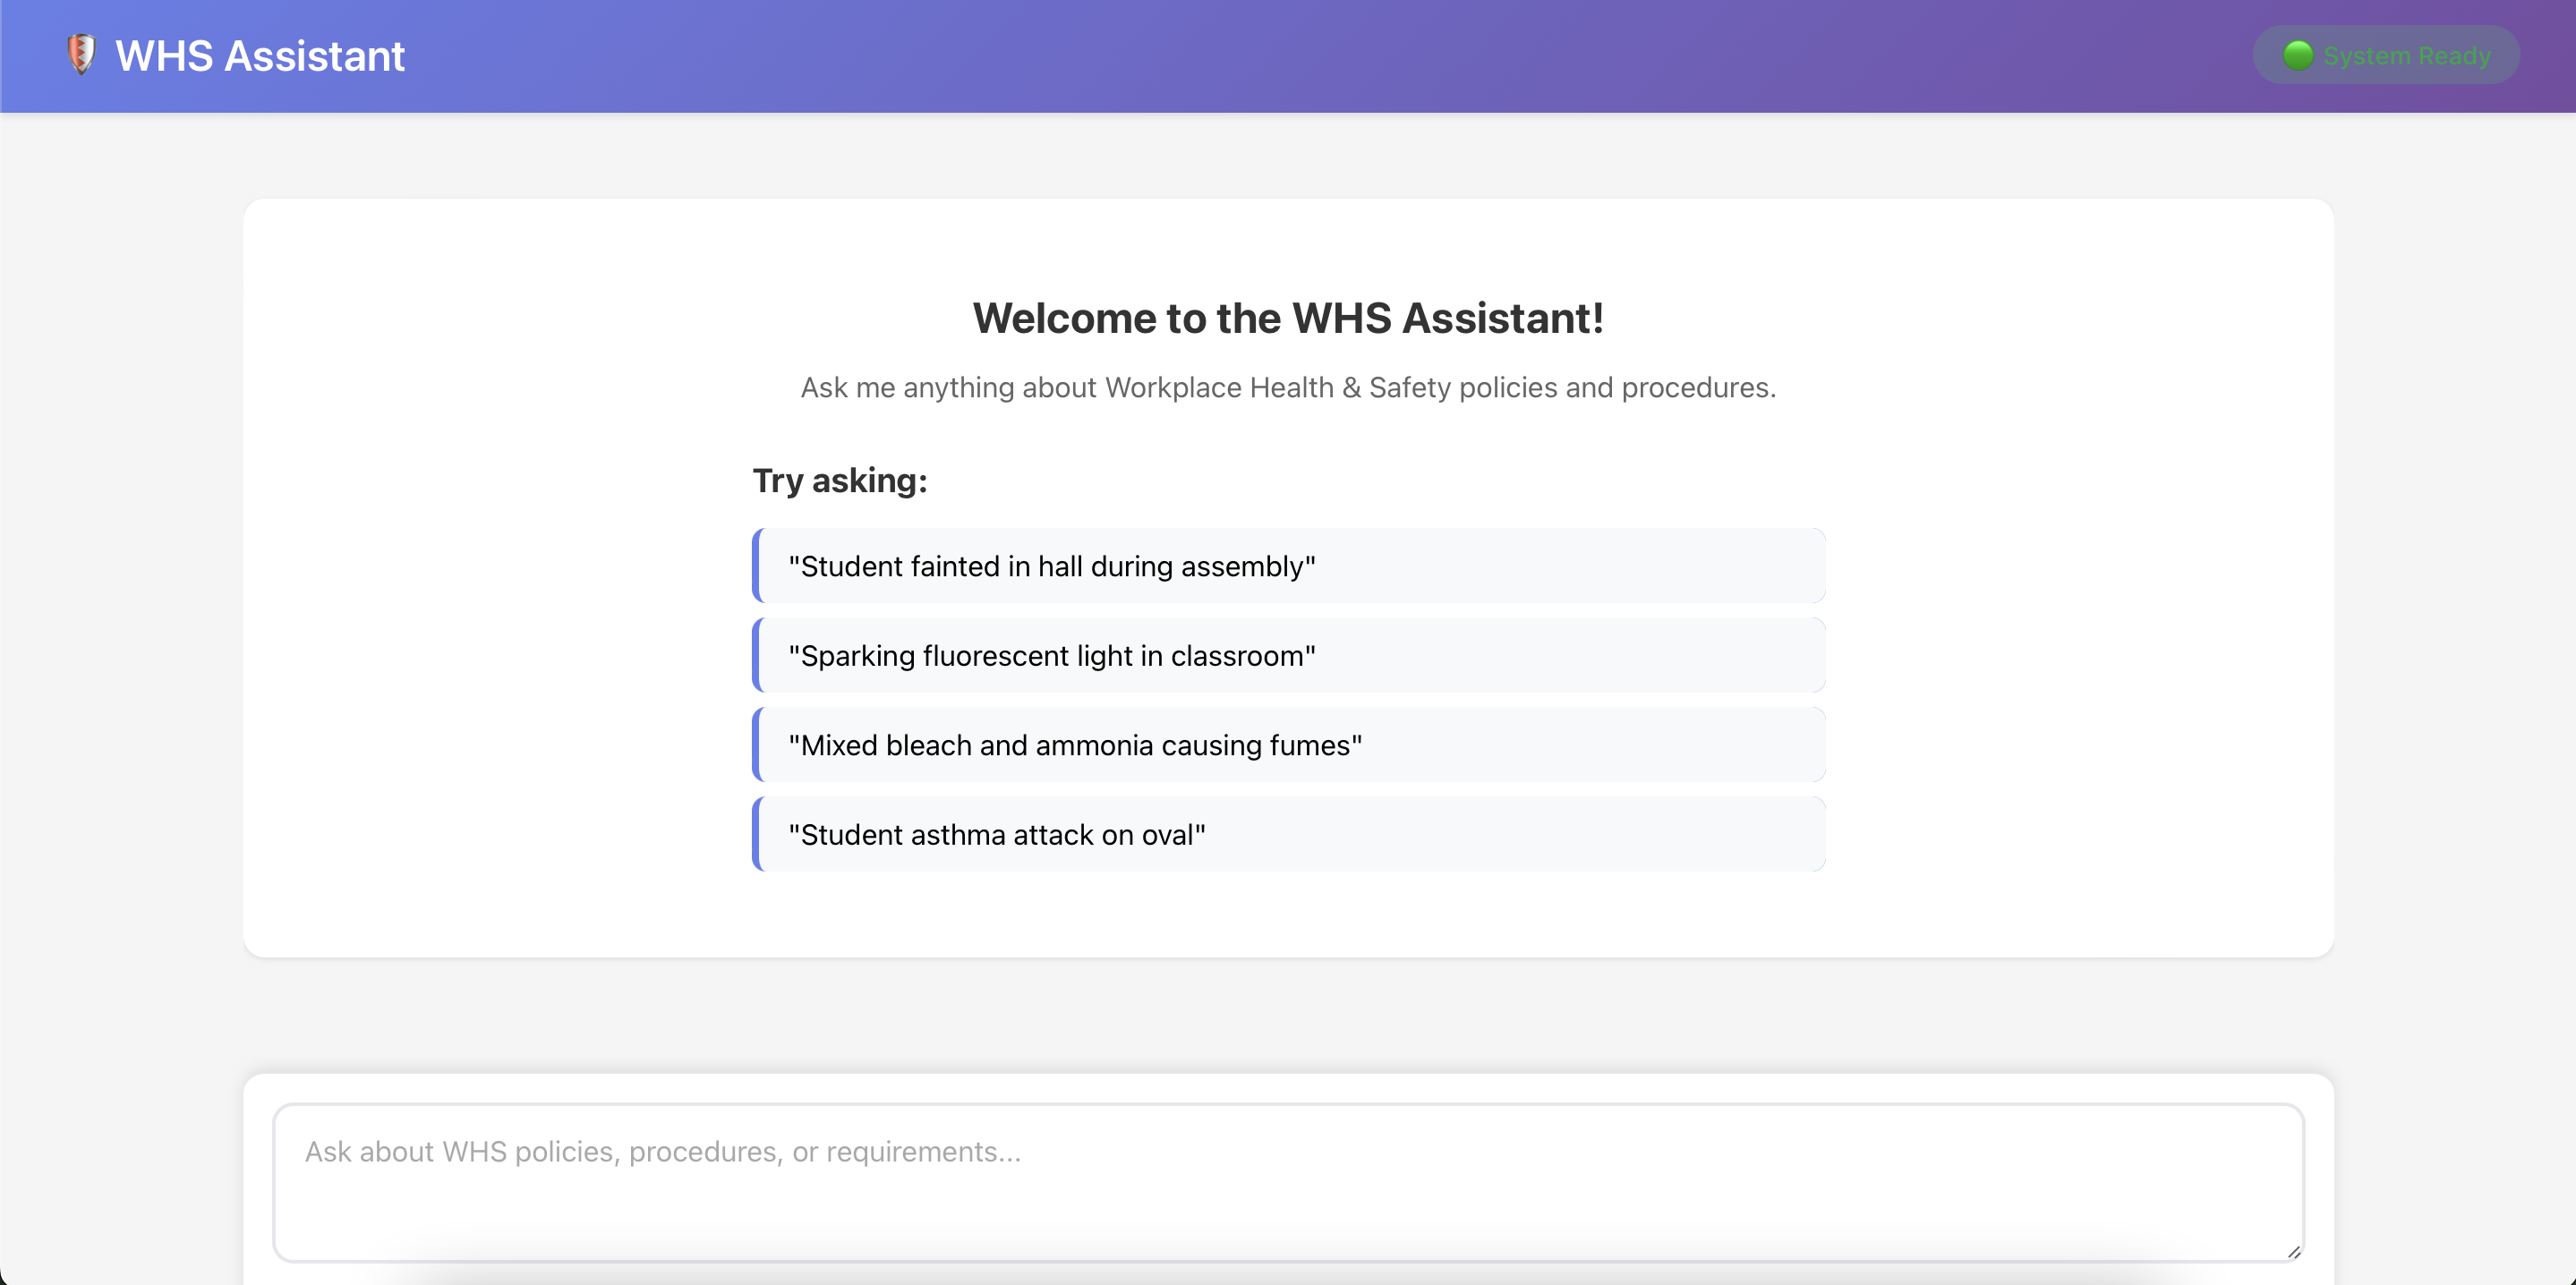 WHS Assistant
System Ready
Welcome to the WHS Assistant!
Ask me anything about Workplace Health & Safety policies and procedures.
Try asking:
"Student fainted in hall during assembly"
"Sparking fluorescent light in classroom"
"Mixed bleach and ammonia causing fumes"
"Student asthma attack on oval"
Ask about WHS policies, procedures, or requirements...